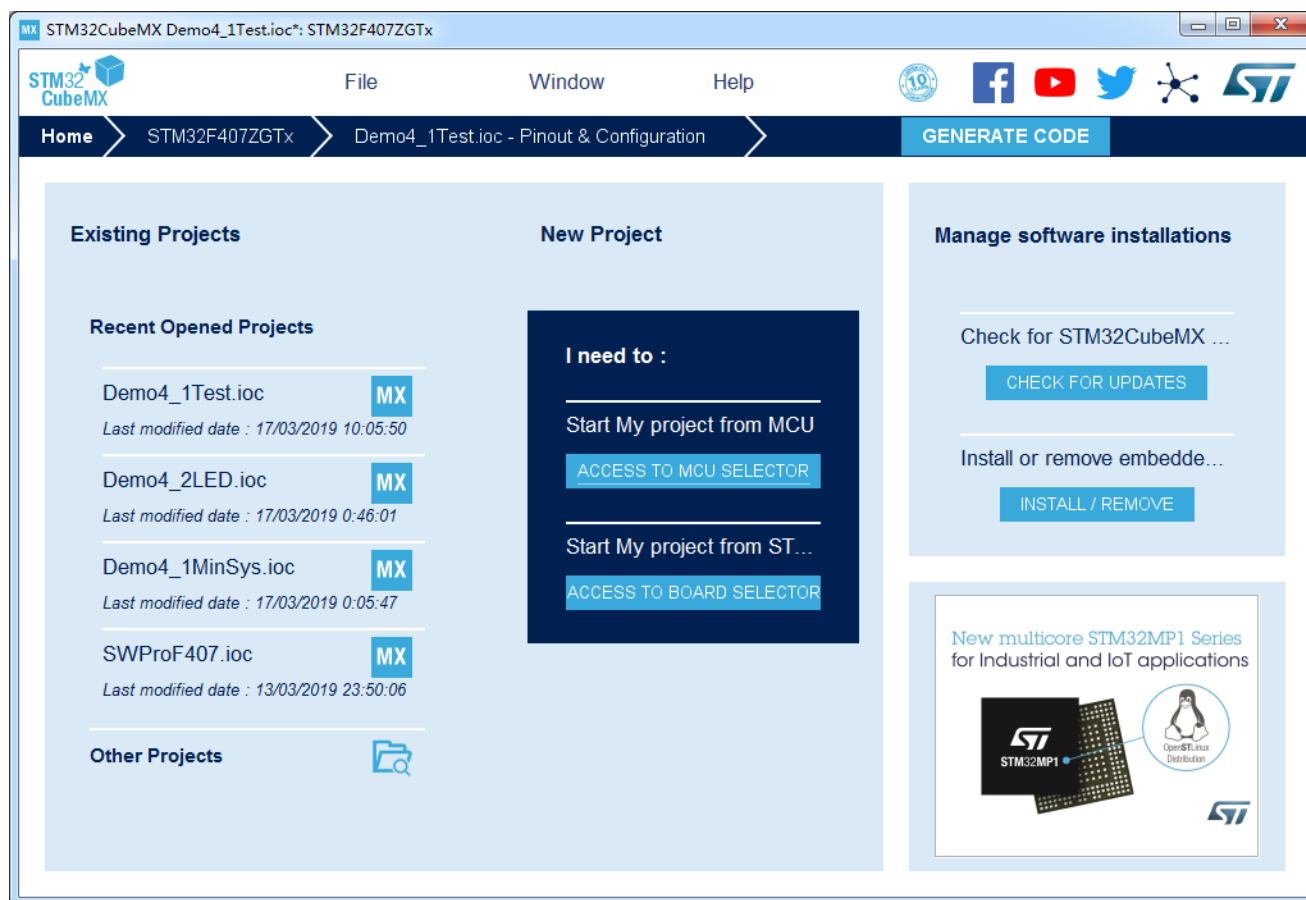 MX STM32CubeMX Demo4_1Test.ioc*: STM32F407ZGTx
STM32
CubeMX
File Window Help
10
Home STM32F407ZGTx Demo4_1Test.ioc - Pinout & Configuration GENERATE CODE
Existing Projects
Recent Opened Projects
Demo4_1Test.ioc MX
Last modified date : 17/03/2019 10:05:50
Demo4_2LED.ioc MX
Last modified date : 17/03/2019 0:46:01
Demo4_1MinSys.ioc MX
Last modified date : 17/03/2019 0:05:47
SWProF407.ioc MX
Last modified date : 13/03/2019 23:50:06
Other Projects
New Project
I need to :
Start My project from MCU
ACCESS TO MCU SELECTOR
Start My project from ST...
ACCESS TO BOARD SELECTOR
Manage software installations
Check for STM32CubeMX ...
CHECK FOR UPDATES
Install or remove embedde...
INSTALL / REMOVE
New multicore STM32MP1 Series
for Industrial and IoT applications
ST
STM32MP1
OpenSTLinux
Distribution
ST